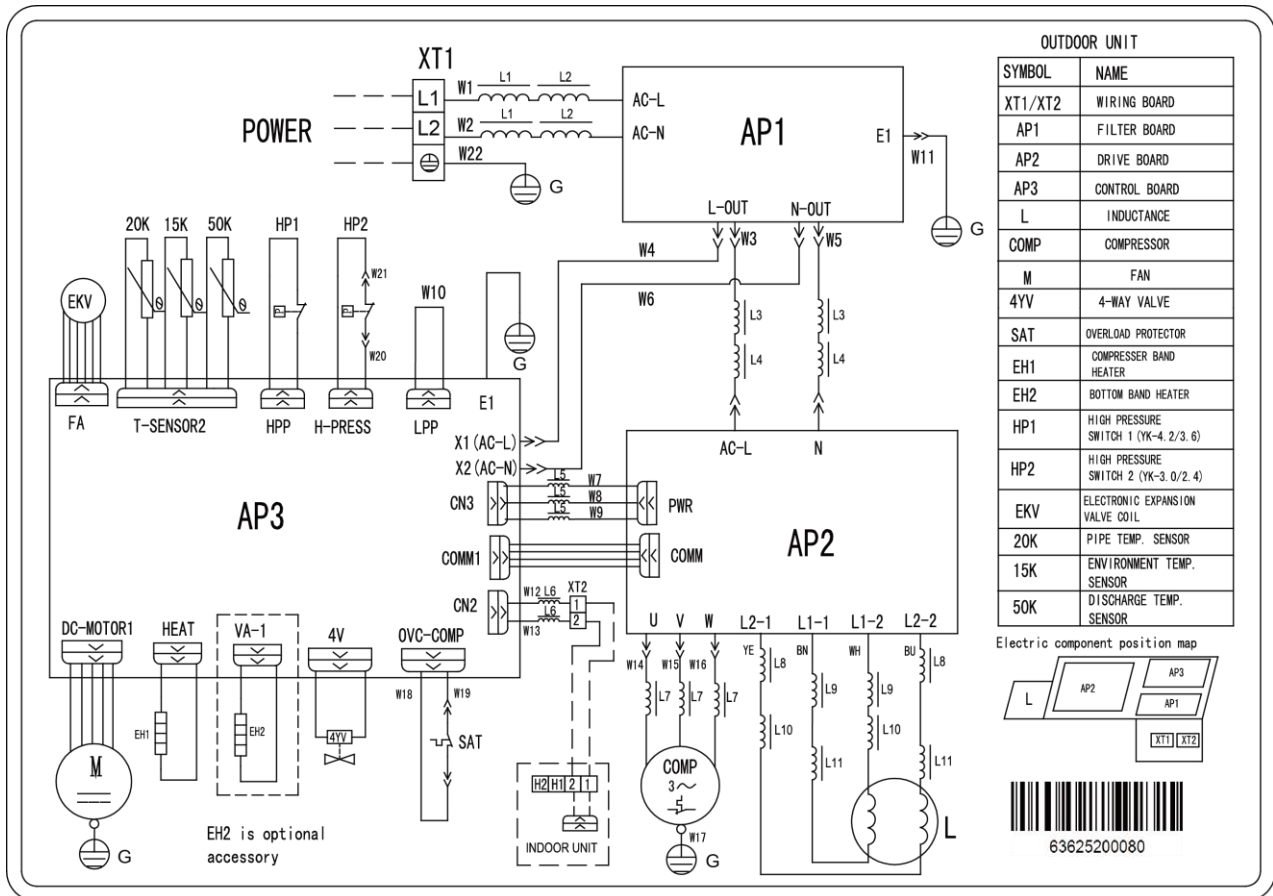 XT1
POWER
L1
L2
W1
W2
W22
L1
L2
L1
L2
G
AC-L
AC-N
AP1
E1
W11
G
L-OUT
N-OUT
W3
W5
W4
W6
L3
L3
L4
L4
20K
15K
50K
HP1
HP2
W21
W20
W10
EKV
θ
θ
θ
P
P
G
FA
T-SENSOR2
HPP
H-PRESS
LPP
E1
X1 (AC-L)
X2 (AC-N)
AP3
CN3
L5
W7
L5
W8
L5
W9
PWR
COMM1
COMM
CN2
W12
L6
XT2
L6
W13
1
2
AC-L
N
AP2
U
V
W
L2-1
L1-1
L1-2
L2-2
W14
W15
W16
YE
BN
WH
BU
L7
L7
L7
L8
L9
L9
L8
L10
L11
L10
L11
COMP
3~
W17
G
L
DC-MOTOR1
HEAT
VA-1
4V
OVC-COMP
EH1
EH2
4YV
W18
W19
SAT
M
G
EH2 is optional
accessory
H2
H1
2
1
INDOOR UNIT
OUTDOOR UNIT
SYMBOL NAME
XT1/XT2 WIRING BOARD
AP1 FILTER BOARD
AP2 DRIVE BOARD
AP3 CONTROL BOARD
L INDUCTANCE
COMP COMPRESSOR
M FAN
4YV 4-WAY VALVE
SAT OVERLOAD PROTECTOR
EH1 COMPRESSER BAND
HEATER
EH2 BOTTOM BAND HEATER
HP1 HIGH PRESSURE
SWITCH 1 (YK-4.2/3.6)
HP2 HIGH PRESSURE
SWITCH 2 (YK-3.0/2.4)
EKV ELECTRONIC EXPANSION
VALVE COIL
20K PIPE TEMP. SENSOR
15K ENVIRONMENT TEMP.
SENSOR
50K DISCHARGE TEMP.
SENSOR
Electric component position map
L
AP2
AP3
AP1
XT1
XT2
63625200080